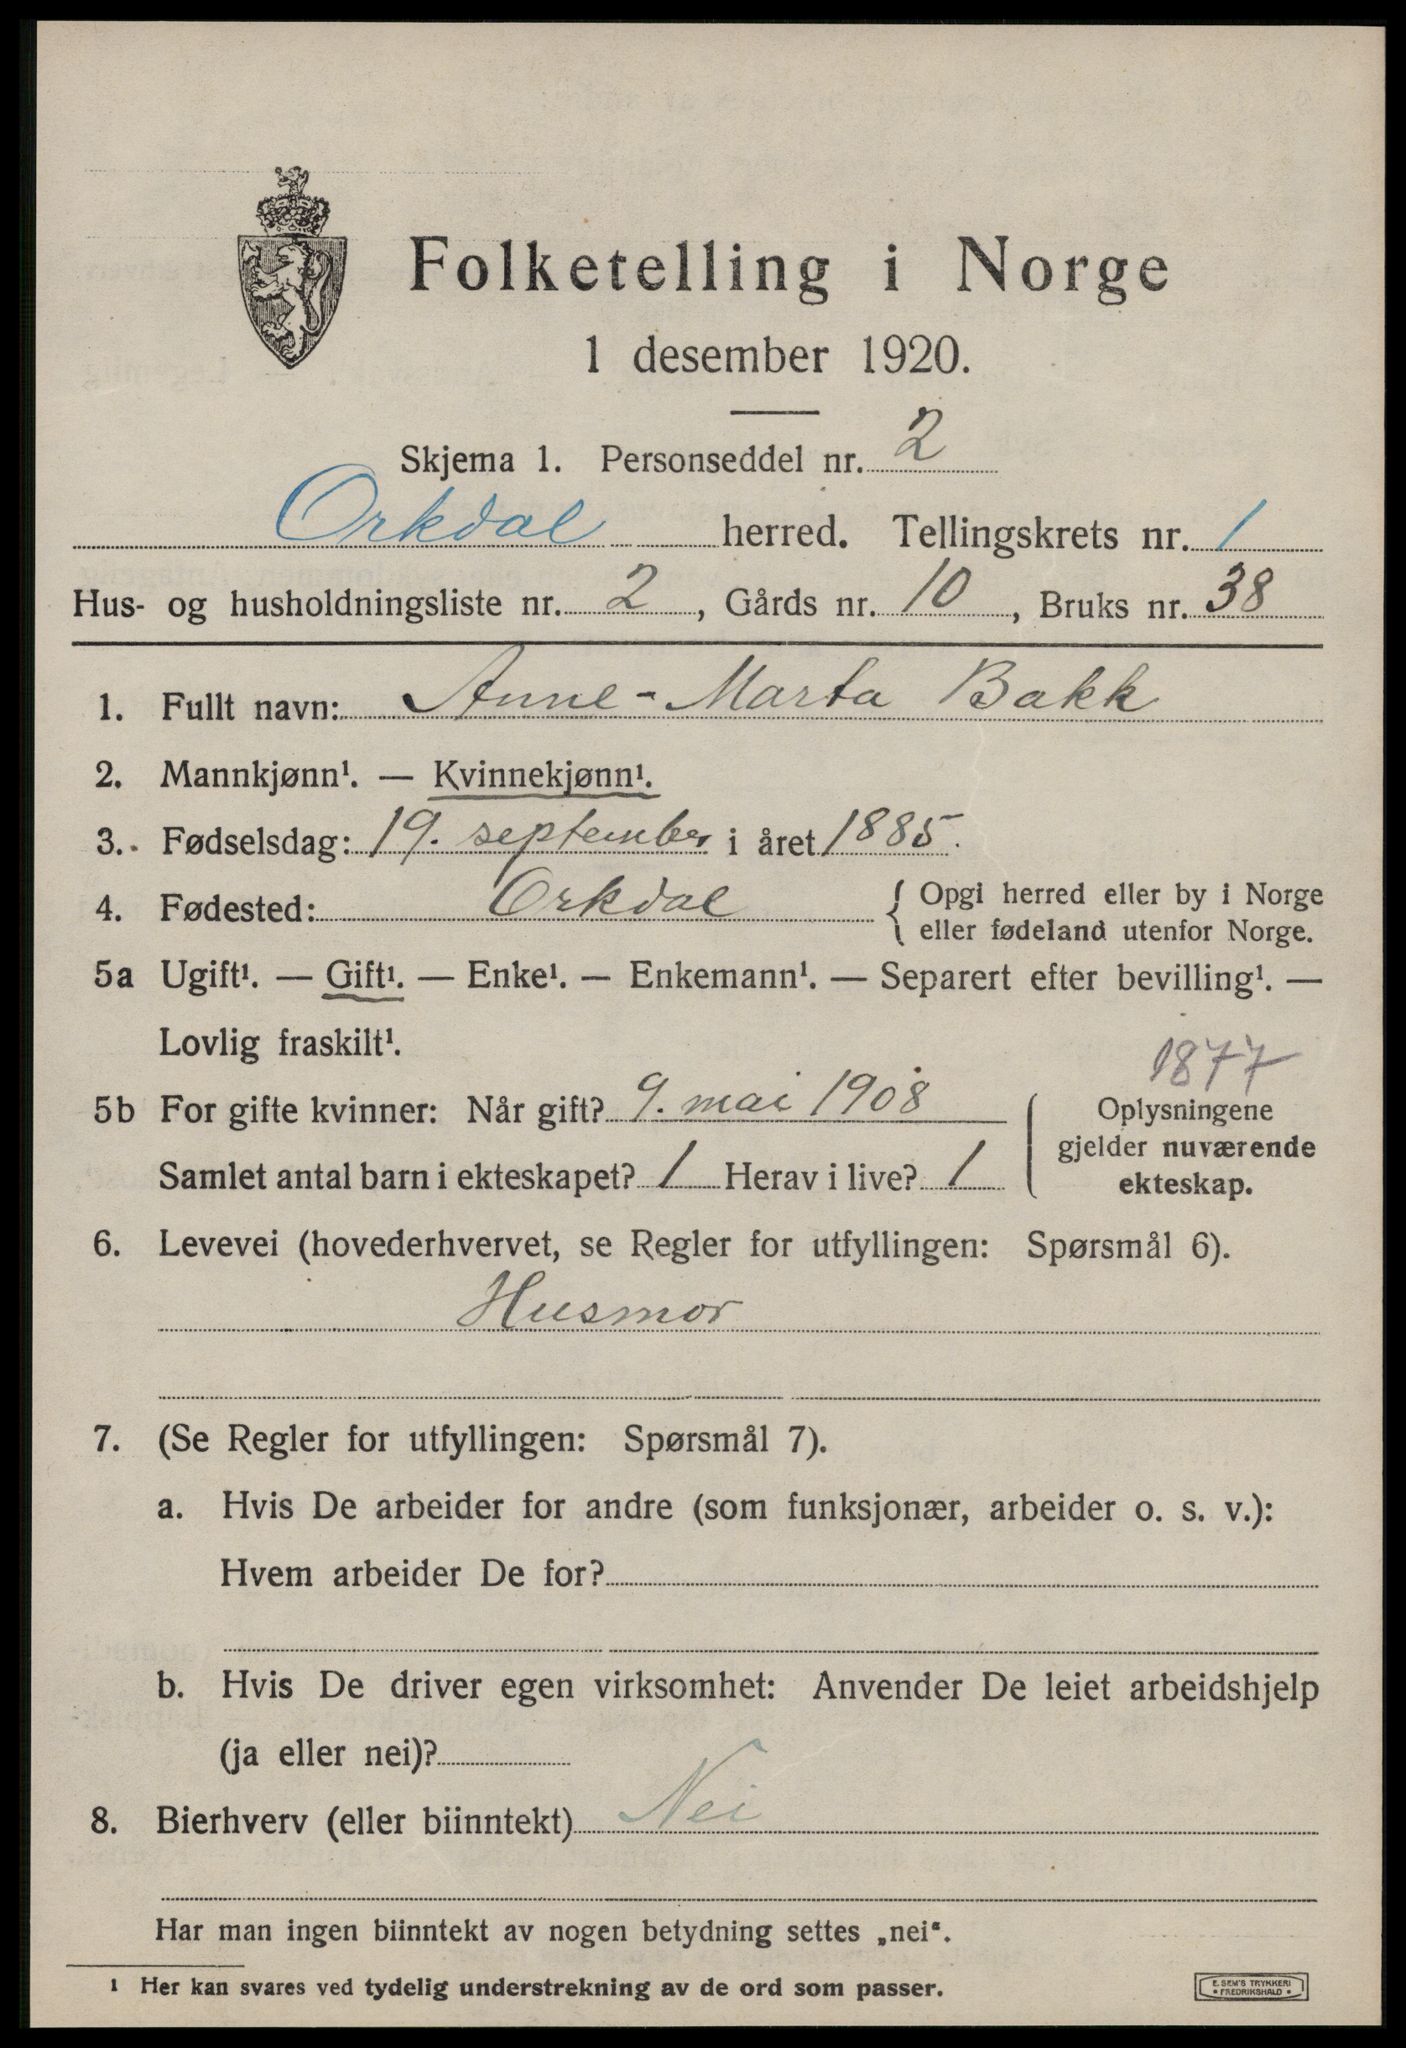 Folketelling i Norge
1 desember 1920.
Skjema 1. Personseddel nr. 2
Orkdal herred. Tellingskrets nr. 1
Hus- og husholdningsliste nr. 2, Gårds nr. 10, Bruks nr. 38
1. Fullt navn: Anne-Marta Bakk
2. Mannkjønn¹. — Kvinnekjønn¹.
3. Fødselsdag: 19. september i året 1885.
4. Fødested: Orkdal { Opgi herred eller by i Norge
eller fødeland utenfor Norge.
5a Ugift¹. — Gift¹. — Enke¹. — Enkemann¹. — Separert efter bevilling¹. —
Lovlig fraskilt¹.
1877
5b For gifte kvinner: Når gift? 9. mai 1908
Samlet antal barn i ekteskapet? 1 Herav i live? 1
Oplysningene
gjelder nuværende
ekteskap.
6. Levevei (hovederhvervet, se Regler for utfyllingen: Spørsmål 6).
Husmor
7. (Se Regler for utfyllingen: Spørsmål 7).
a. Hvis De arbeider for andre (som funksjonær, arbeider o. s. v.):
Hvem arbeider De for?
b. Hvis De driver egen virksomhet: Anvender De leiet arbeidshjelp
(ja eller nei)?
8. Bierhverv (eller biinntekt) Nei
Har man ingen biinntekt av nogen betydning settes „nei“.
¹ Her kan svares ved tydelig understrekning av de ord som passer.
E. SEM'S TRYKKERI
• FREDRIKSHALD •